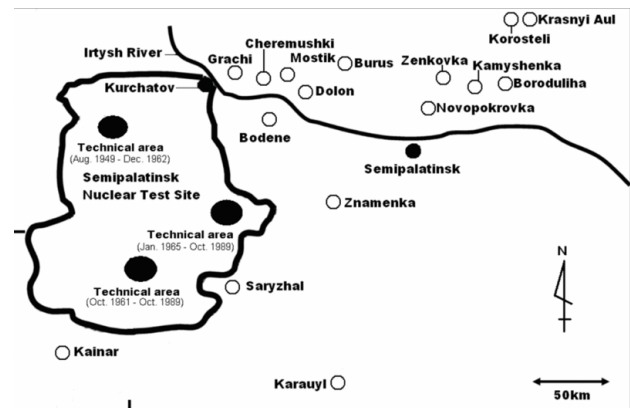 Krasnyi Aul
Korosteli
Cheremushki
Irtysh River
Grachi
Mostik
Burus
Zenkovka
Kamyshenka
Kurchatov
Dolon
Boroduliha
Novopokrovka
Bodene
Technical area
(Aug. 1949 - Dec. 1962)
Semipalatinsk
Nuclear Test Site
Semipalatinsk
Znamenka
Technical area
(Jan. 1965 - Oct. 1989)
N
Technical area
(Oct. 1961 - Oct. 1989)
Saryzhal
Kainar
Karauyl
50km